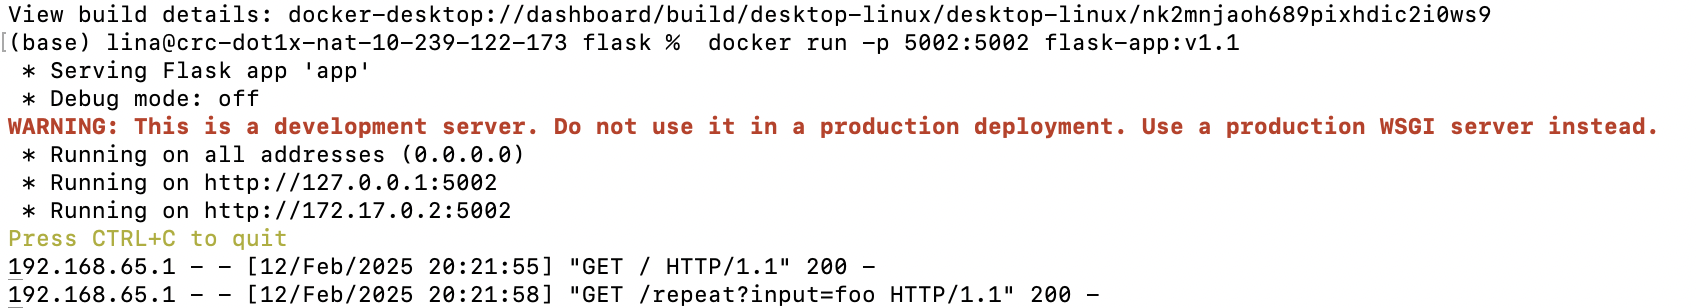 View build details: docker-desktop://dashboard/build/desktop-linux/desktop-linux/nk2mnjaoh689pixhdic2i0ws9
[(base) lina@crc-dot1x-nat-10-239-122-173 flask %  docker run -p 5002:5002 flask-app:v1.1
 * Serving Flask app 'app'
 * Debug mode: off
WARNING: This is a development server. Do not use it in a production deployment. Use a production WSGI server instead.
 * Running on all addresses (0.0.0.0)
 * Running on http://127.0.0.1:5002
 * Running on http://172.17.0.2:5002
Press CTRL+C to quit
192.168.65.1 - - [12/Feb/2025 20:21:55] "GET / HTTP/1.1" 200 -
192.168.65.1 - - [12/Feb/2025 20:21:58] "GET /repeat?input=foo HTTP/1.1" 200 -